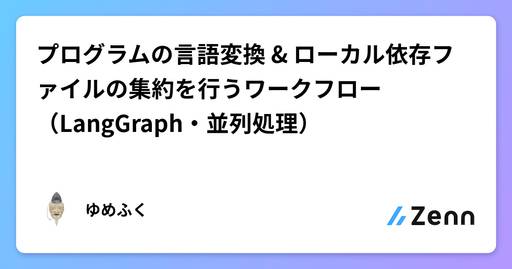 プログラムの言語変換 & ローカル依存フ
ァイルの集約を行うワークフロー
（LangGraph・並列処理）
ゆめふく
Zenn